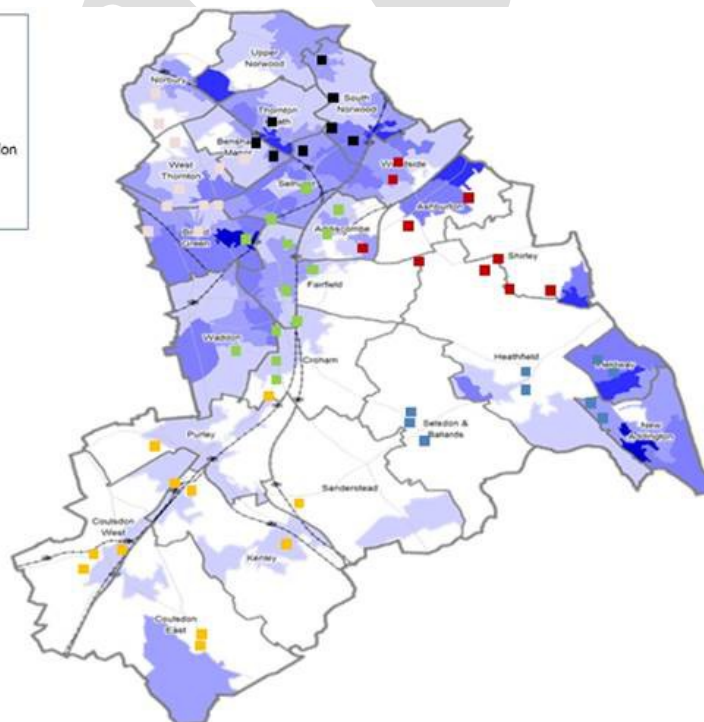 on
Upper
Norwood
Norbury
South
Norwood
Thornton
West
Thornton
Selhurst
Ashburton
Addiscombe
Green
Shirley
Fairfield
Waddon
Croham
Heathfield
Fieldway
Selsdon &
Ballards
New
Addington
Purley
Sanderstead
Coulsdon
West
Kenley
Coulsdon
East